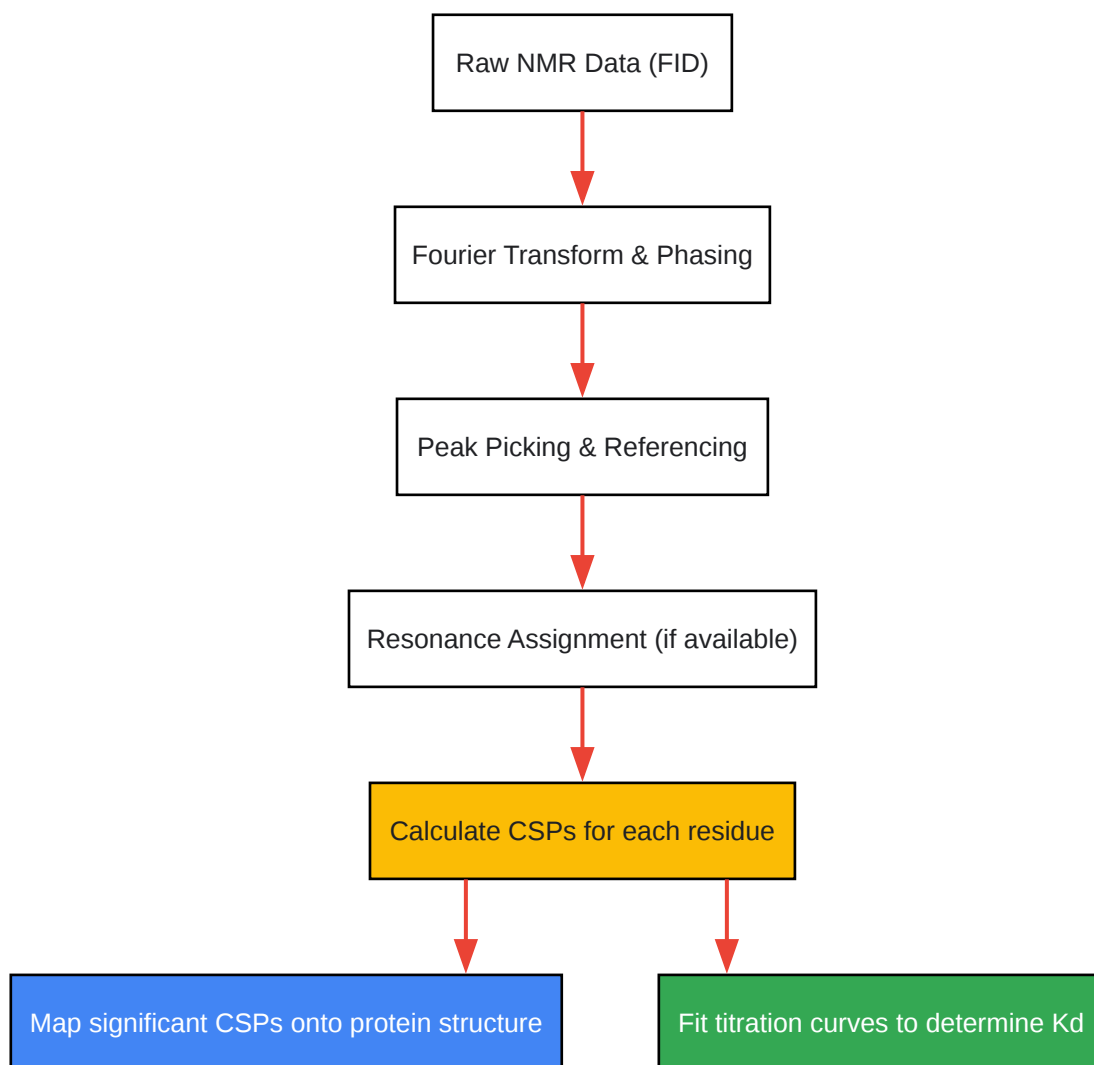 Raw NMR Data (FID)
Fourier Transform & Phasing
Peak Picking & Referencing
Resonance Assignment (if available)
Calculate CSPs for each residue
Map significant CSPs onto protein structure
Fit titration curves to determine Kd